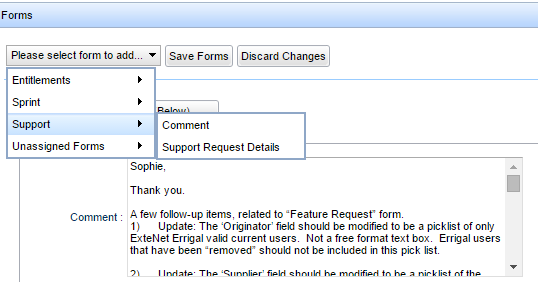 Forms
Please select form to add...
Save Forms
Discard Changes
Entitlements
Sprint
Support
Unassigned Forms
Below)
Comment
Support Request Details
Comment :
Sophie,
Thank you.
A few follow-up items, related to “Feature Request” form.
1) Update: The ‘Originator’ field should be modified to be a picklist of only
ExteNet Errigal valid current users. Not a free format text box. Errigal users
that have been “removed” should not be included in this pick list.
2) Update: The ‘Supplier’ field should be modified to be a picklist of the